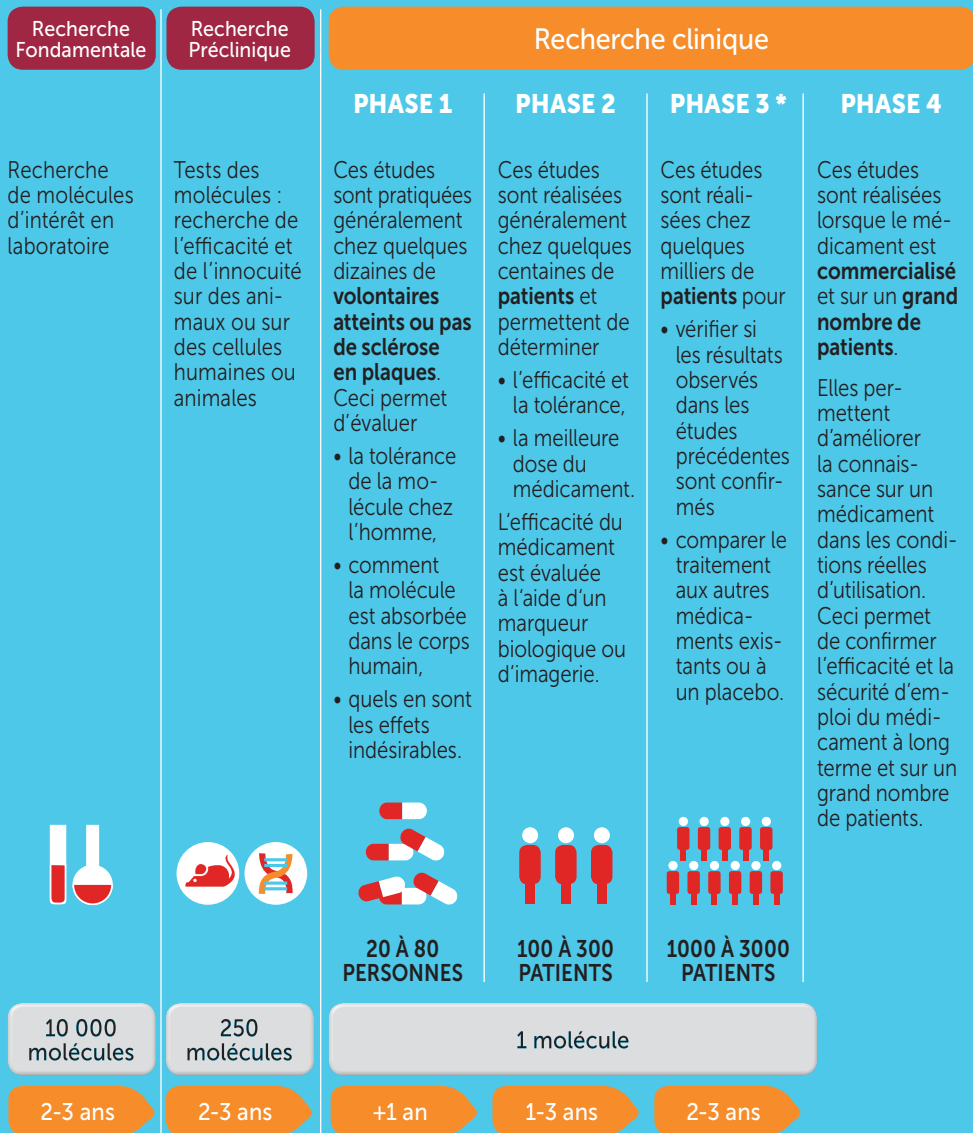 Recherche
Fondamentale
Recherche
Préclinique
Recherche clinique
Recherche
de molécules
d'intérêt en
laboratoire
Tests des
molécules :
recherche de
l'efficacité et
de l'innocuité
sur des ani-
maux ou sur
des cellules
humaines ou
animales
PHASE 1
Ces études
sont pratiquées
généralement
chez quelques
dizaines de
volontaires
atteints ou pas
de sclérose
en plaques.
Ceci permet
d'évaluer
• la tolérance
de la mo-
lécule chez
l'homme,
• comment
la molécule
est absorbée
dans le corps
humain,
• quels en sont
les effets
indésirables.
20 À 80
PERSONNES
PHASE 2
Ces études
sont réalisées
généralement
chez quelques
centaines de
patients et
permettent de
déterminer
• l'efficacité et
la tolérance,
• la meilleure
dose du
médicament.
L'efficacité du
médicament
est évaluée
à l'aide d'un
marqueur
biologique ou
d'imagerie.
100 À 300
PATIENTS
PHASE 3 *
Ces études
sont réali-
sées chez
quelques
milliers de
patients pour
• vérifier si
les résultats
observés
dans les
études
précédentes
sont confir-
més
• comparer le
traitement
aux autres
médica-
ments exis-
tants ou à
un placebo.
1000 À 3000
PATIENTS
PHASE 4
Ces études
sont réalisées
lorsque le mé-
dicament est
commercialisé
et sur un grand
nombre de
patients.
Elles per-
mettent
d'améliorer
la connais-
sance sur un
médicament
dans les condi-
tions réelles
d'utilisation.
Ceci permet
de confirmer
l'efficacité et la
sécurité d'em-
ploi du médi-
cament à long
terme et sur un
grand nombre
de patients.
10 000
molécules
250
molécules
1 molécule
2-3 ans
2-3 ans
+1 an
1-3 ans
2-3 ans